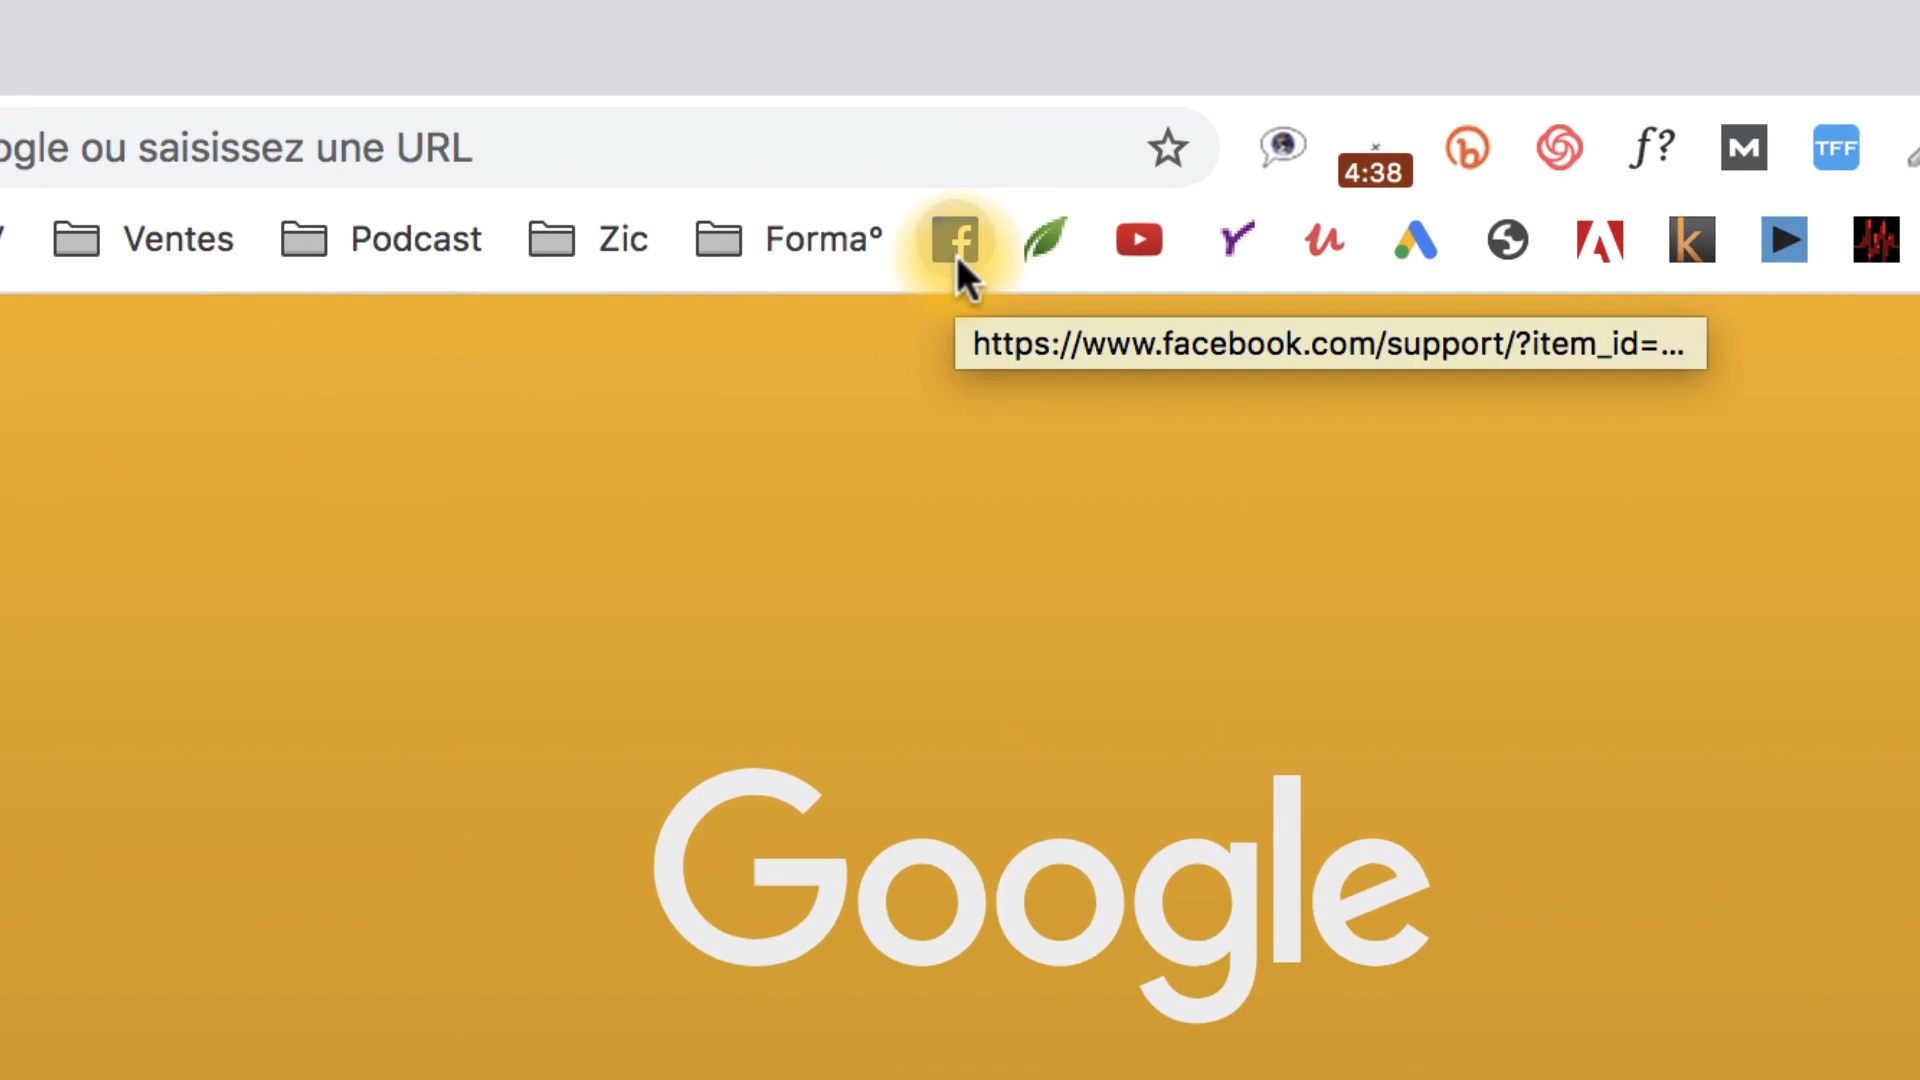 ogle ou saisissez une URL
4:38
f?
M
TFF
Ventes
Podcast
Zic
Forma°
f
k
https://www.facebook.com/support/?item_id=...
Google